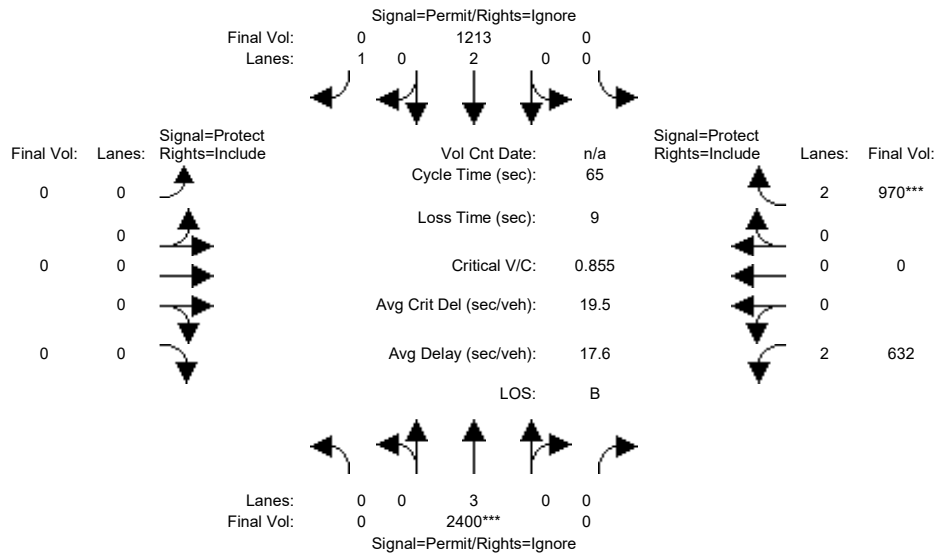 Signal=Permit/Rights=Ignore
Final Vol: 0 1213 0
Lanes: 1 0 2 0 0
Signal=Protect Signal=Protect
Final Vol: Lanes: Rights=Include Vol Cnt Date: n/a Rights=Include Lanes: Final Vol:
Cycle Time (sec): 65
0 0 2 970***
Loss Time (sec): 9
0 0
0 0 Critical V/C: 0.855 0 0
0 Avg Crit Del (sec/veh): 19.5 0
0 0 Avg Delay (sec/veh): 17.6 2 632
LOS: B
Lanes: 0 0 3 0 0
Final Vol: 0 2400*** 0
Signal=Permit/Rights=Ignore